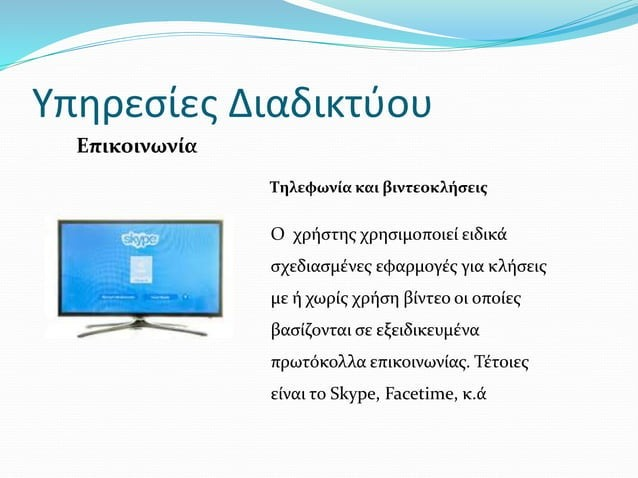 Υπηρεσίες Διαδικτύου
Επικοινωνία
Τηλεφωνία και βιντεοκλήσεις
skype
Ο χρήστης χρησιμοποιεί ειδικά
σχεδιασμένες εφαρμογές για κλήσεις
με ή χωρίς χρήση βίντεο οι οποίες
βασίζονται σε εξειδικευμένα
πρωτόκολλα επικοινωνίας. Τέτοιες
είναι το Skype, Facetime, κ.ά